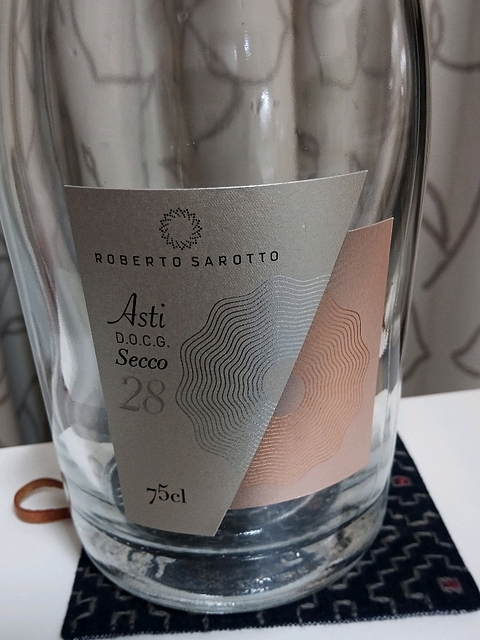 ROBERTO SAROTTO
Asti
D.O.C.G.
Secco
28
75cl